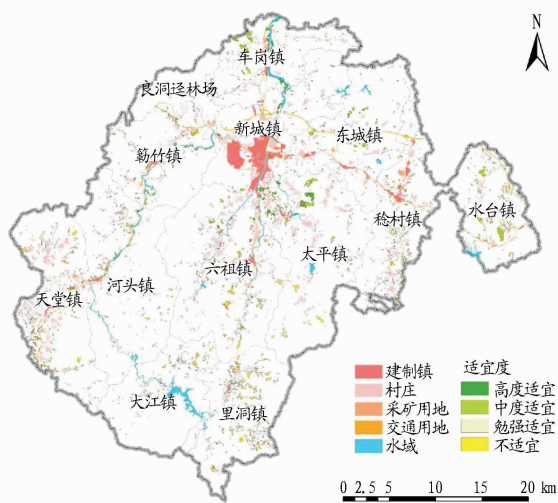 N
车岗镇
良洞迳林场
新城镇
东城镇
簕竹镇
水台镇
稔村镇
太平镇
六祖镇
河头镇
天堂镇
大江镇
里洞镇
建制镇
村庄
采矿用地
交通用地
水域
适宜度
高度适宜
中度适宜
勉强适宜
不适宜
0 2.5 5 10 15 20 km